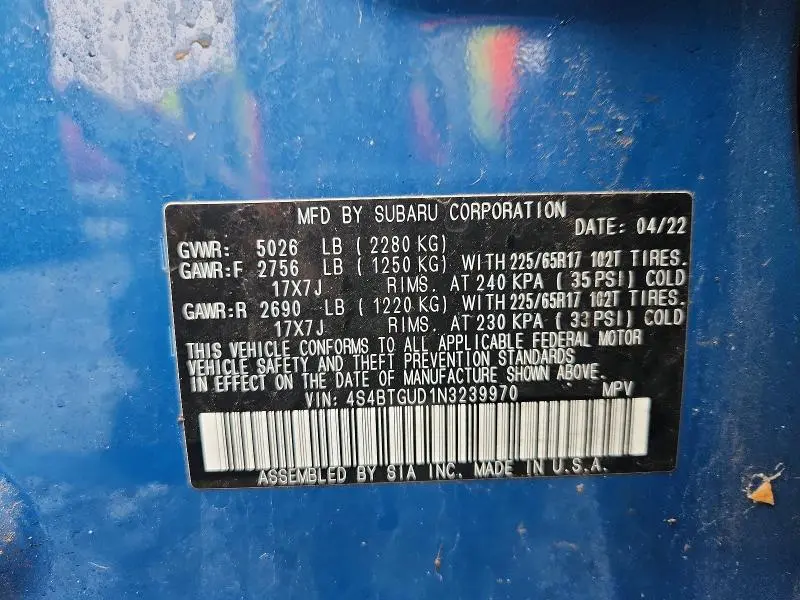 MFD BY SUBARU CORPORATION
DATE: 04/22
GVWR: 5026 LB (2280 KG)
GAWR:F 2756 LB (1250 KG) WITH 225/65R17 102T TIRES.
17X7J RIMS. AT 240 KPA (35 PSI) COLD
GAWR:R 2690 LB (1220 KG) WITH 225/65R17 102T TIRES.
17X7J RIMS. AT 230 KPA (33 PSI) COLD
THIS VEHICLE CONFORMS TO ALL APPLICABLE FEDERAL MOTOR
VEHICLE SAFETY AND THEFT PREVENTION STANDARDS
IN EFFECT ON THE DATE OF MANUFACTURE SHOWN ABOVE.
VIN: 4S4BTGUD1N3239970 MPV
ASSEMBLED BY SIA INC. MADE IN U.S.A.